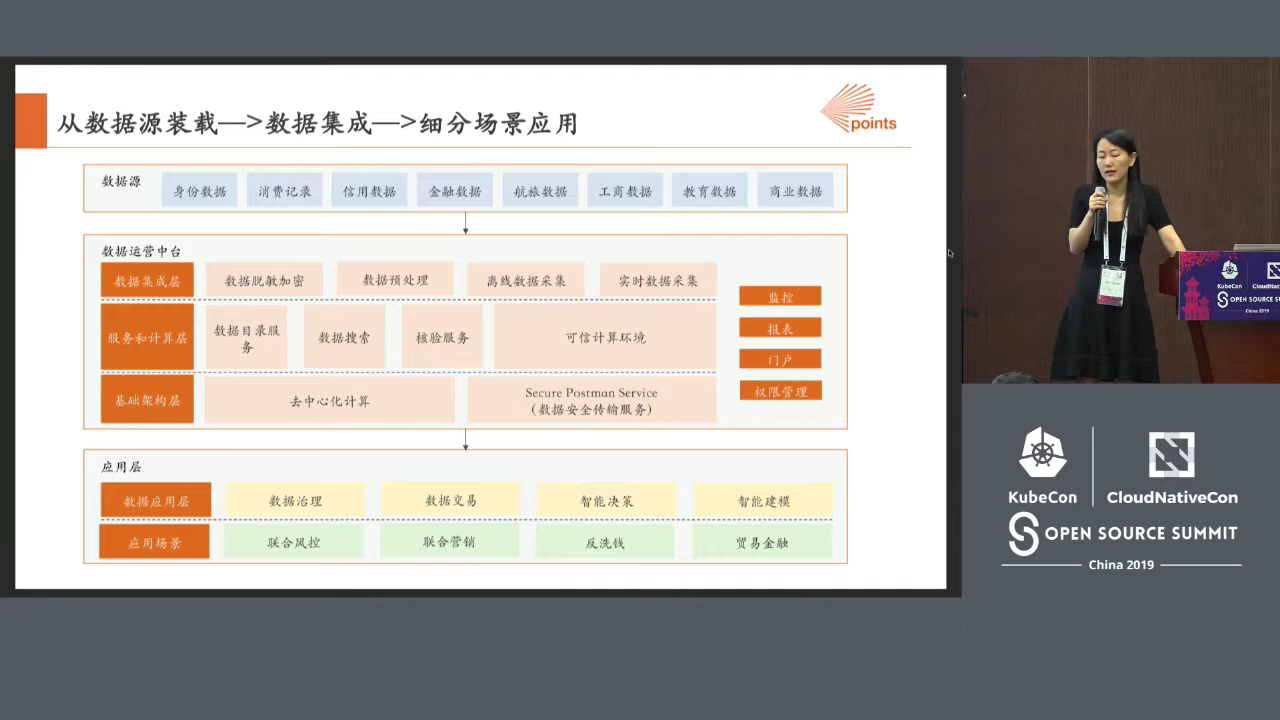 从数据源装载—>数据集成—>细分场景应用
points
数据源
身份数据
消费记录
信用数据
金融数据
航旅数据
工商数据
教育数据
商业数据
数据运营中台
数据集成层
数据脱敏加密
数据预处理
离线数据采集
实时数据采集
服务和计算层
数据目录服
务
数据搜索
核验服务
可信计算环境
基础架构层
去中心化计算
Secure Postman Service
（数据安全传输服务）
监控
报表
门户
权限管理
应用层
数据应用层
数据治理
数据交易
智能决策
智能建模
应用场景
联合风控
联合营销
反洗钱
贸易金融
KubeCon
CloudNativeCon
OPEN SOURCE SUMMIT
China 2019
KubeCon
CloudNativeCon
OPEN SOURCE SUMMIT
China 2019